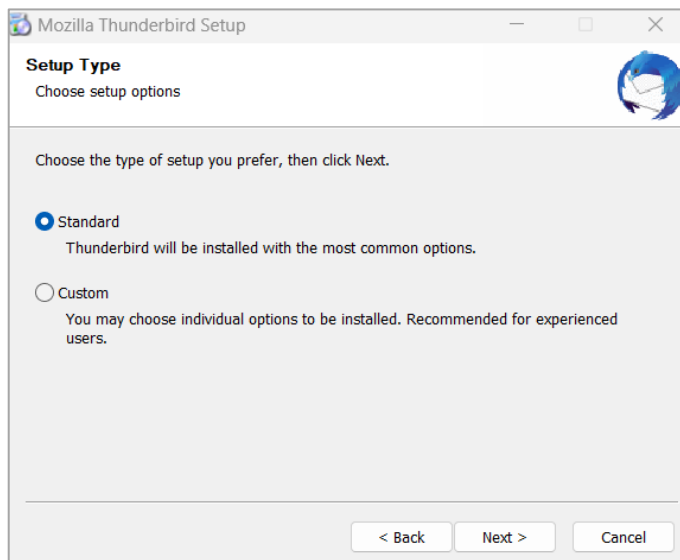 Mozilla Thunderbird Setup
Setup Type
Choose setup options
Choose the type of setup you prefer, then click Next.
Standard
Thunderbird will be installed with the most common options.
Custom
You may choose individual options to be installed. Recommended for experienced
users.
< Back Next > Cancel